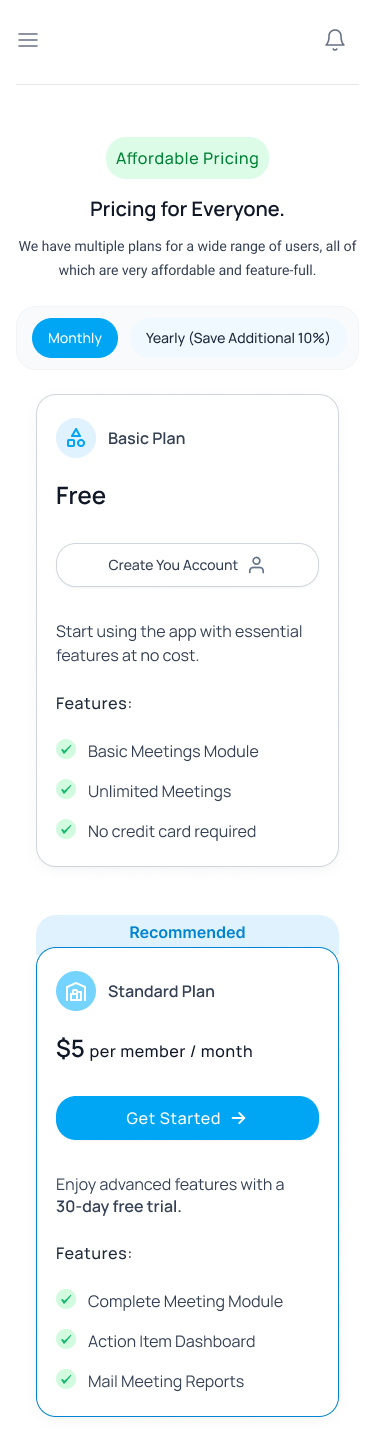 Affordable Pricing
Pricing for Everyone.
We have multiple plans for a wide range of users, all of
which are very affordable and feature-full.
Monthly
Yearly (Save Additional 10%)
Basic Plan
Free
Create You Account
Start using the app with essential
features at no cost.
Features:
Basic Meetings Module
Unlimited Meetings
No credit card required
Recommended
Standard Plan
$5 per member / month
Get Started
Enjoy advanced features with a
30-day free trial.
Features:
Complete Meeting Module
Action Item Dashboard
Mail Meeting Reports